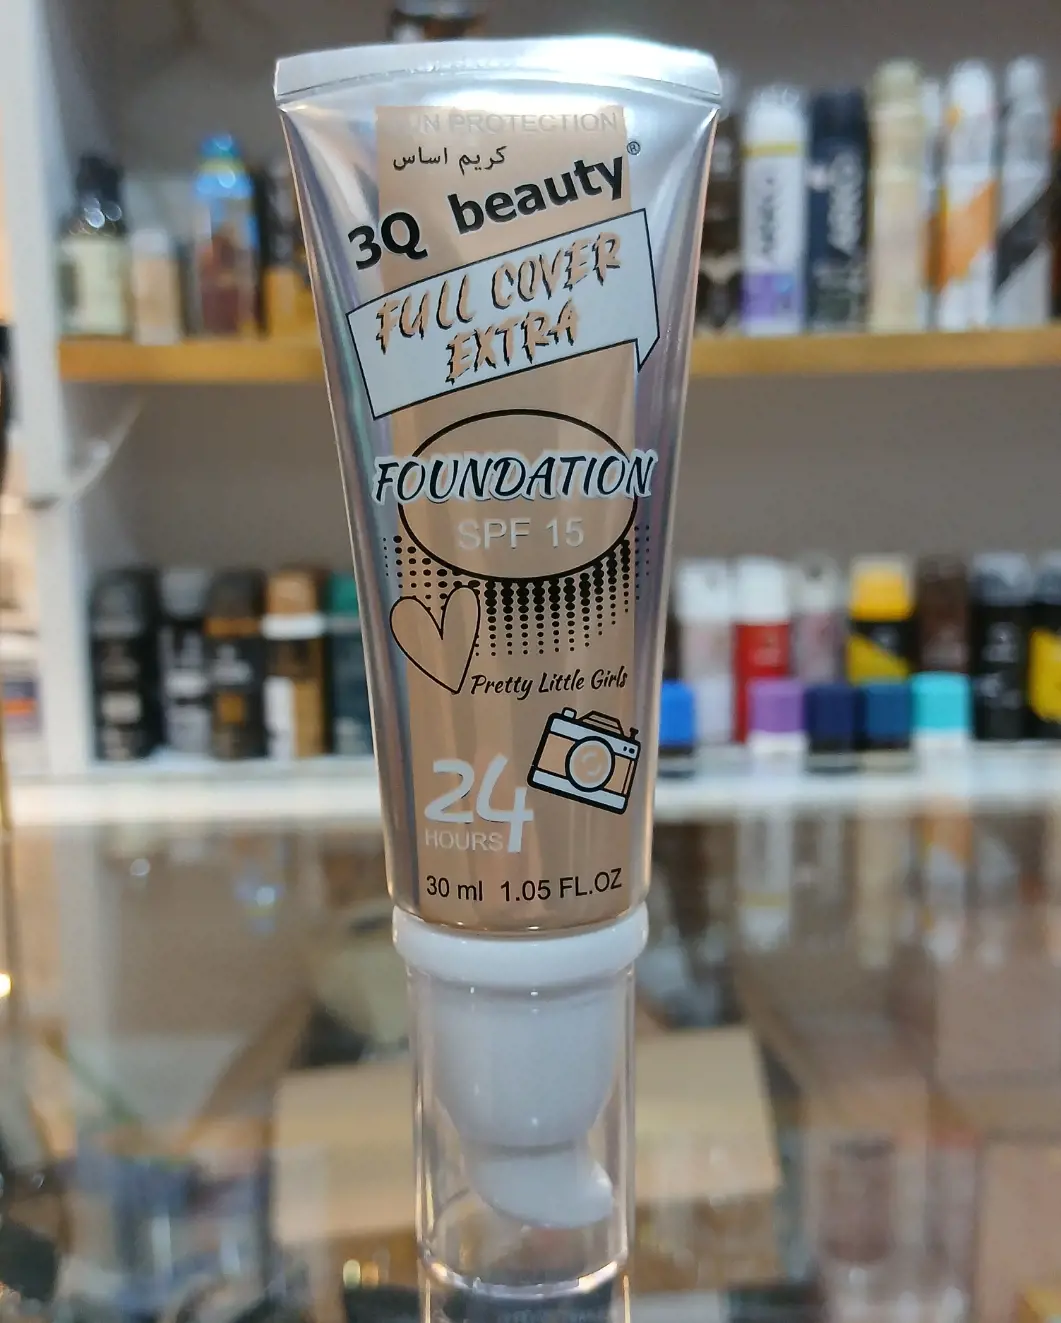 SUN PROTECTION
كريم اساس
3Q beauty®
FULL COVER
EXTRA
FOUNDATION
SPF 15
Pretty Little Girls
24
HOURS
30 ml 1.05 FL.OZ